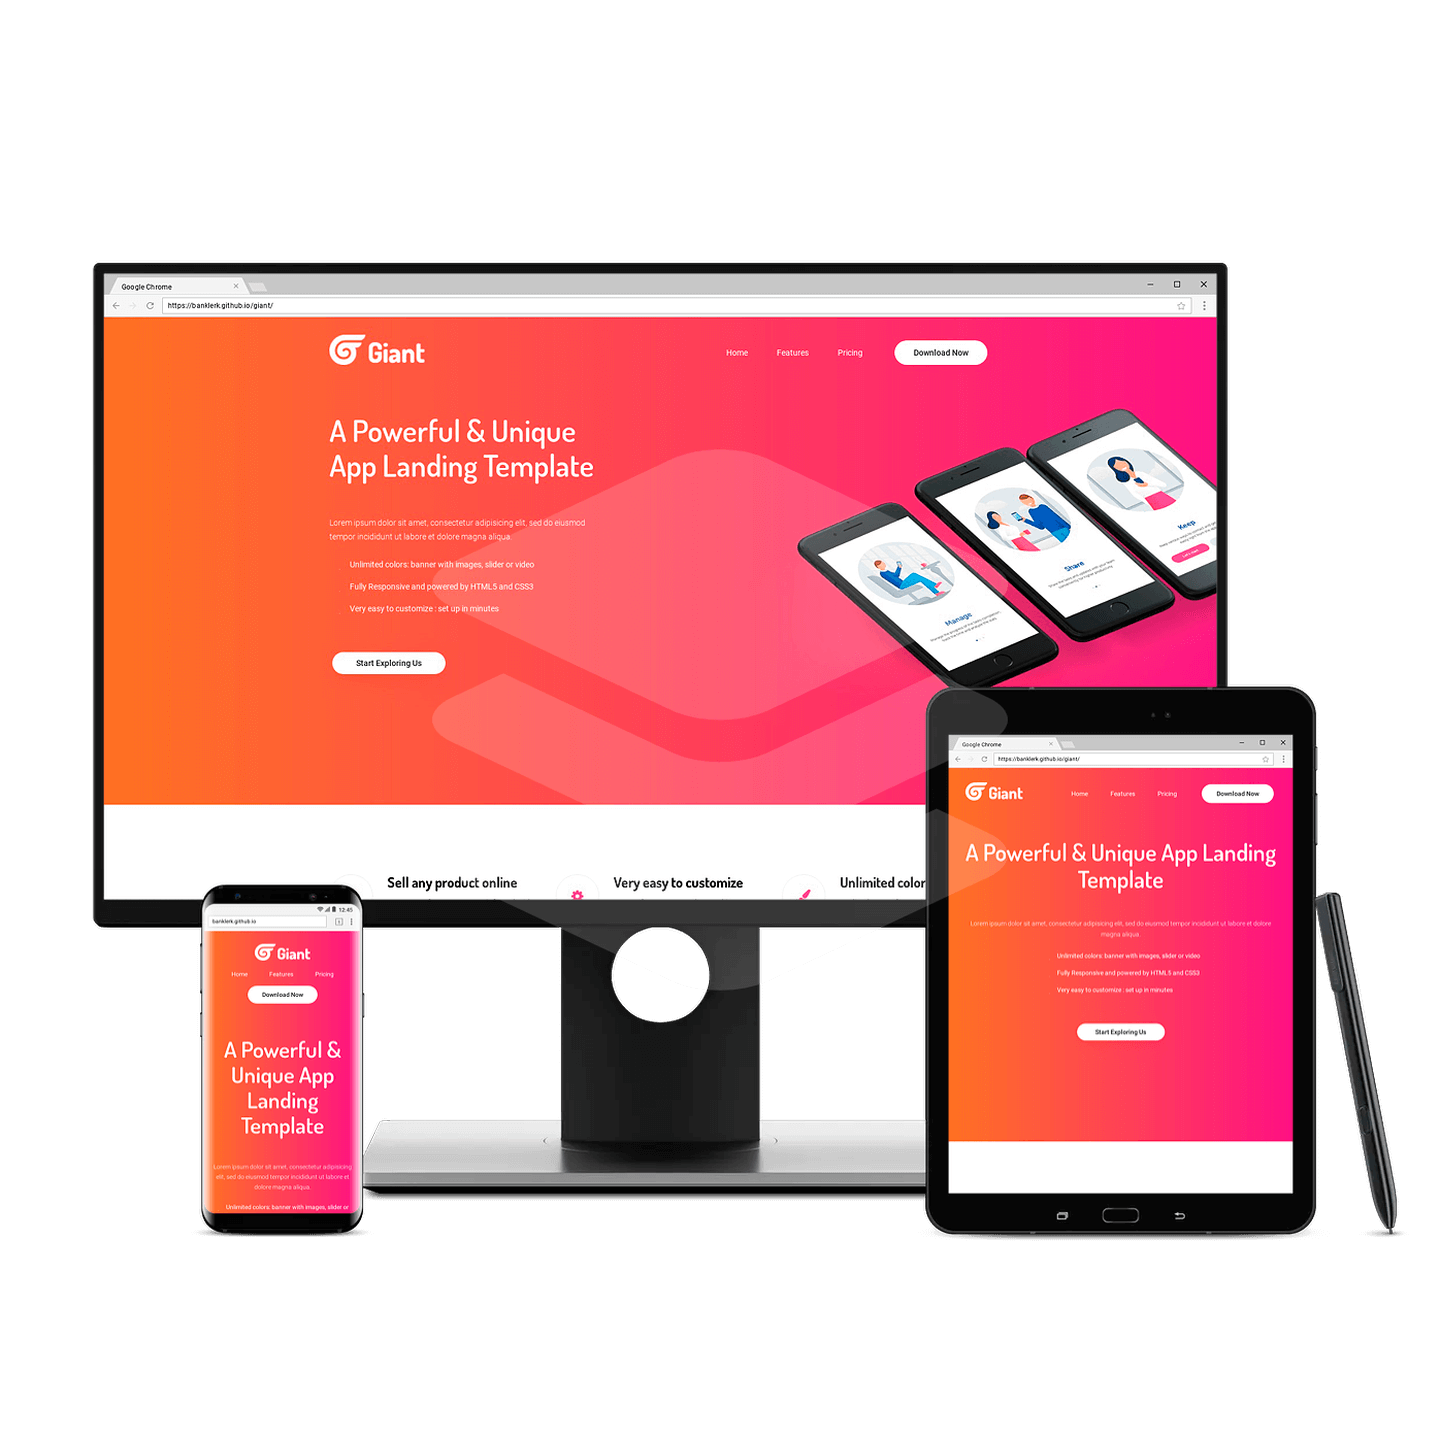 Google Chrome
https://banklerk.github.io/giant/
Giant
Home
Features
Pricing
Download Now
A Powerful & Unique
App Landing Template
Lorem ipsum dolor sit amet, consectetur adipisicing elit, sed do eiusmod
tempor incididunt ut labore et dolore magna aliqua.
Unlimited colors: banner with images, slider or video
Fully Responsive and powered by HTML5 and CSS3
Very easy to customize : set up in minutes
Start Exploring Us
Manage
Share
Keep
Sell any product online
Very easy to customize
Unlimited color
12:45
banklerk.github.io
Giant
Home
Features
Pricing
Download Now
A Powerful &
Unique App
Landing
Template
Lorem ipsum dolor sit amet, consectetur adipisicing
elit, sed do eiusmod tempor incididunt ut labore et
dolore magna aliqua.
Unlimited colors: banner with images, slider or
Google Chrome
https://banklerk.github.io/giant/
Giant
Home
Features
Pricing
Download Now
A Powerful & Unique App Landing
Template
Lorem ipsum dolor sit amet, consectetur adipisicing elit, sed do eiusmod tempor incididunt ut labore et dolore
magna aliqua.
Unlimited colors: banner with images, slider or video
Fully Responsive and powered by HTML5 and CSS3
Very easy to customize : set up in minutes
Start Exploring Us